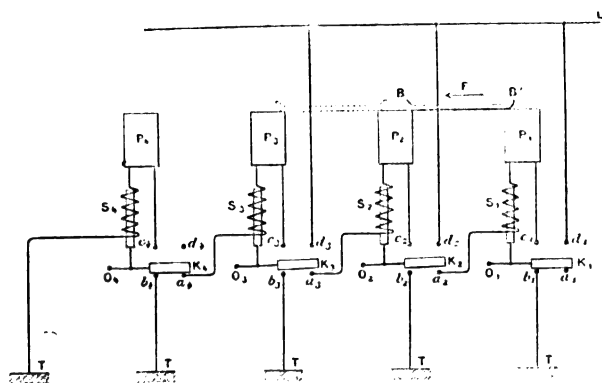 L
B F B'
P₄ P₃ P₂ P₁
S₄ S₃ S₂ S₁
c₄ d₄ c₃ d₃ c₂ d₂ c₁ d₁
O₄ K₄ O₃ K₃ O₂ K₂ O₁ K₁
b₄ a₄ b₃ a₃ b₂ a₂ b₁ a₁
T T T T T